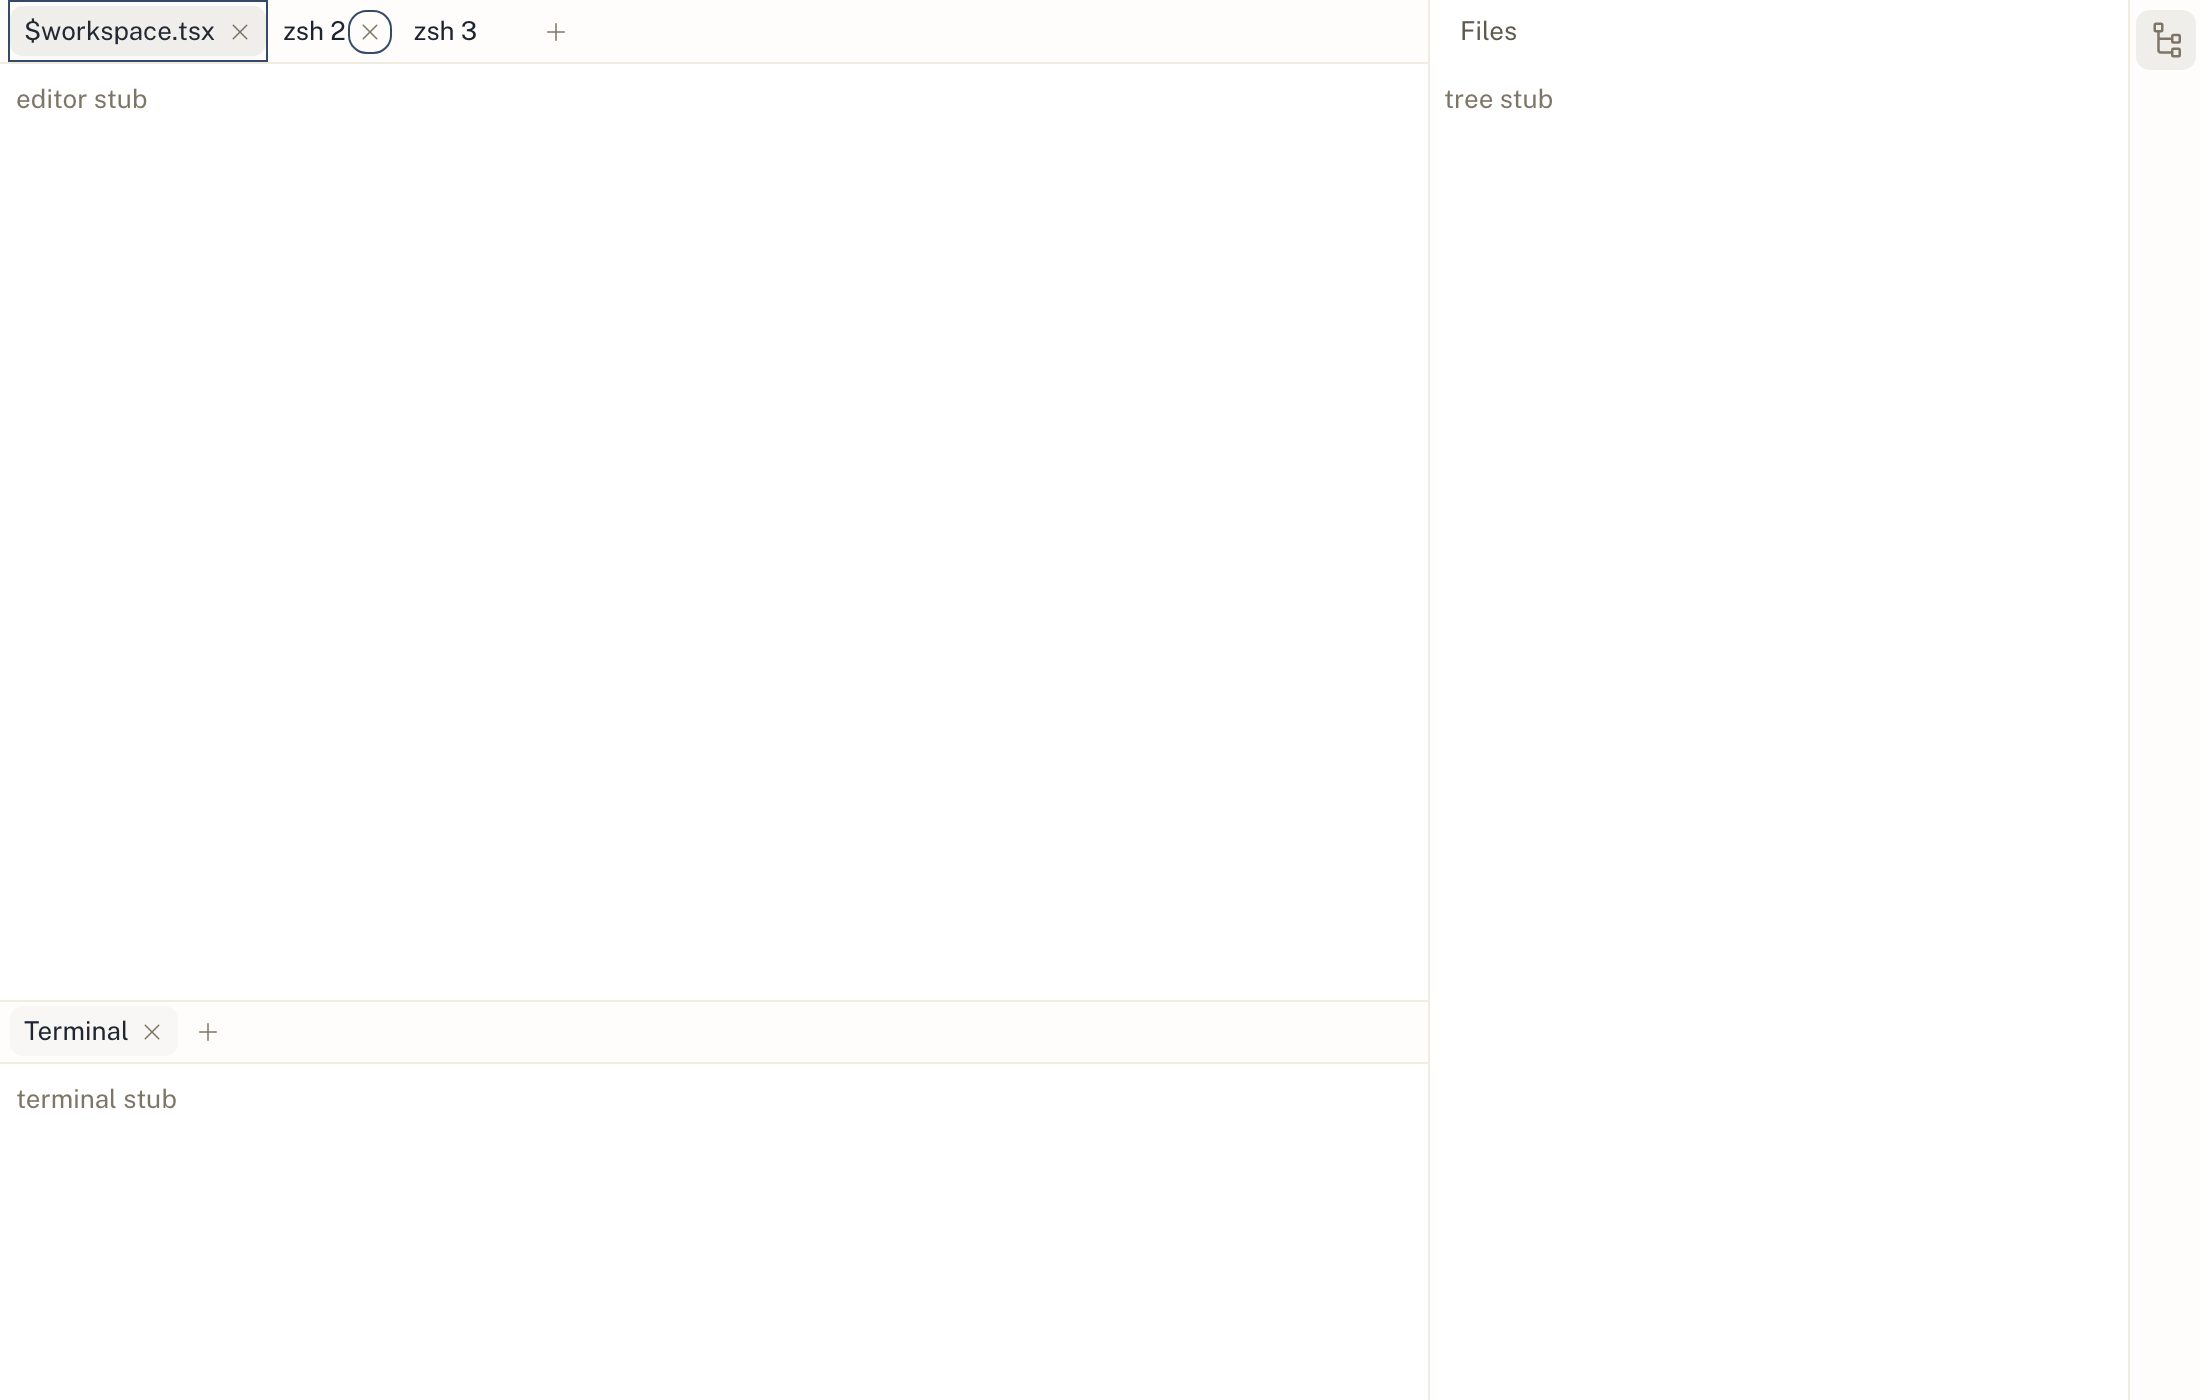 $workspace.tsx
zsh 2
zsh 3
Files
editor stub
tree stub
Terminal
terminal stub